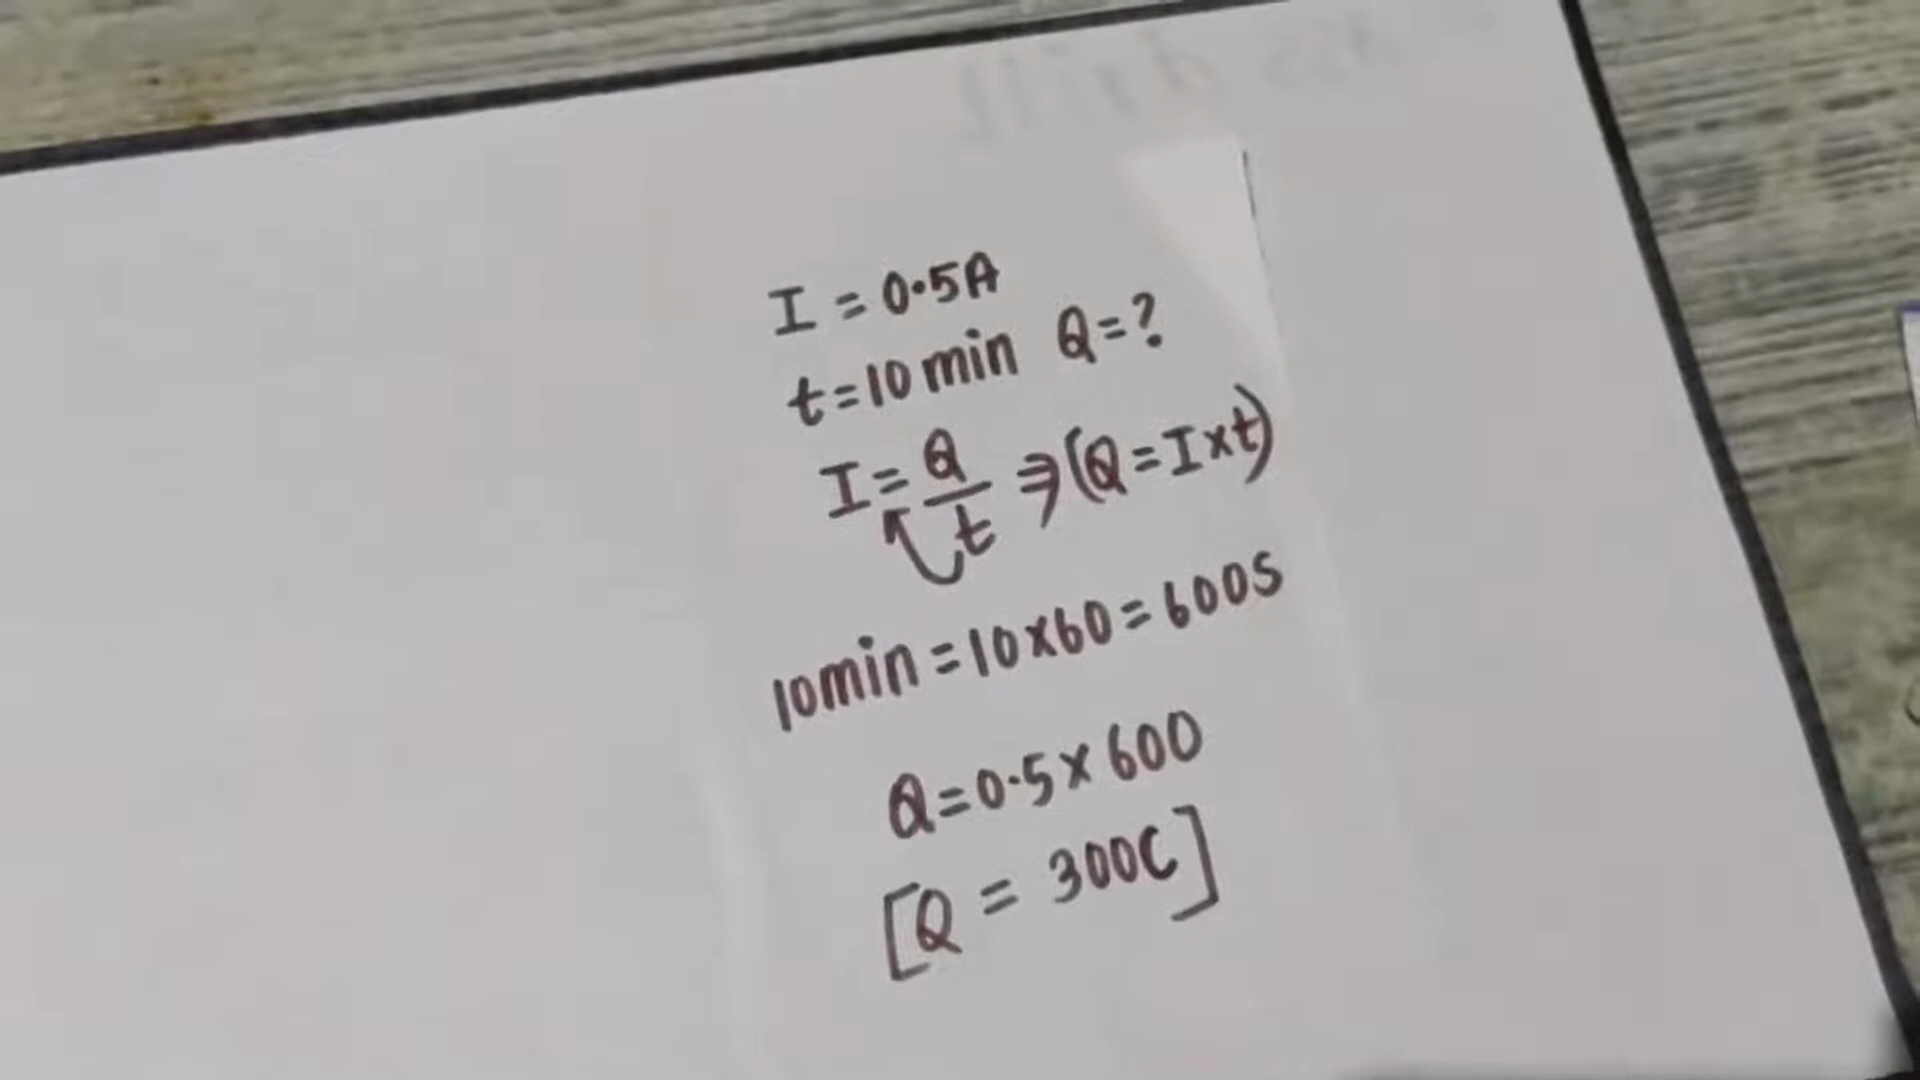 I = 0.5A
t=10 min Q=?
I=Q/t ⇒(Q=I×t)
10min=10×60=600S
Q=0.5×600
[Q = 300C]